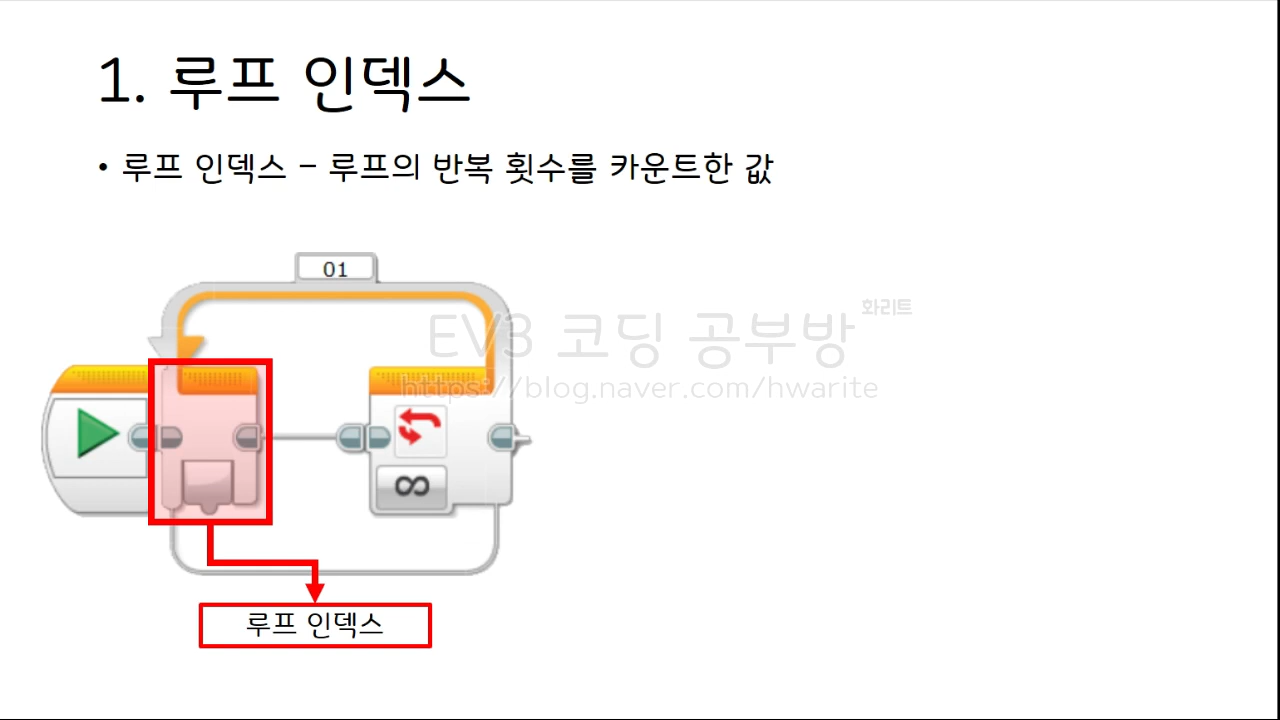 1. 루프 인덱스
• 루프 인덱스 – 루프의 반복 횟수를 카운트한 값
01
화리트
EV3 코딩 공부방
https://blog.naver.com/hwarite
∞
루프 인덱스